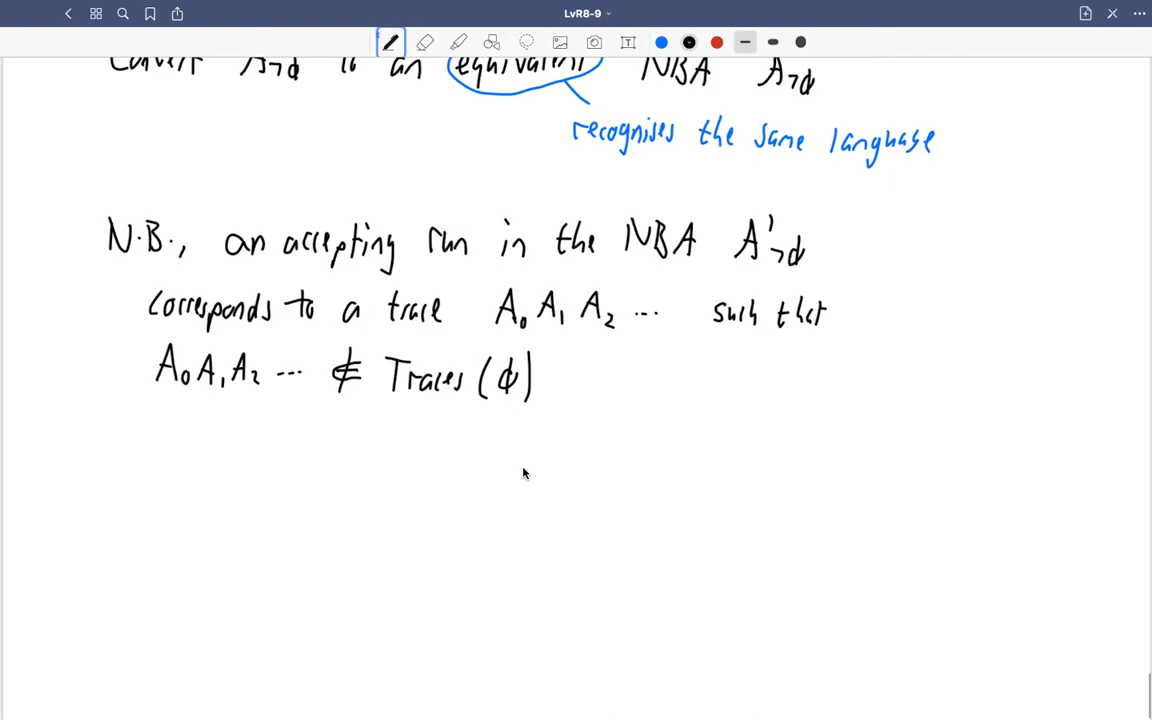 LvR8-9
Convert A¬φ to an equivalent NBA A¬φ
recognises the same language
N.B., an accepting run in the NBA A'¬φ
corresponds to a trace A₀ A₁ A₂ ... such that
A₀ A₁ A₂ ... ∉ Traces (φ)